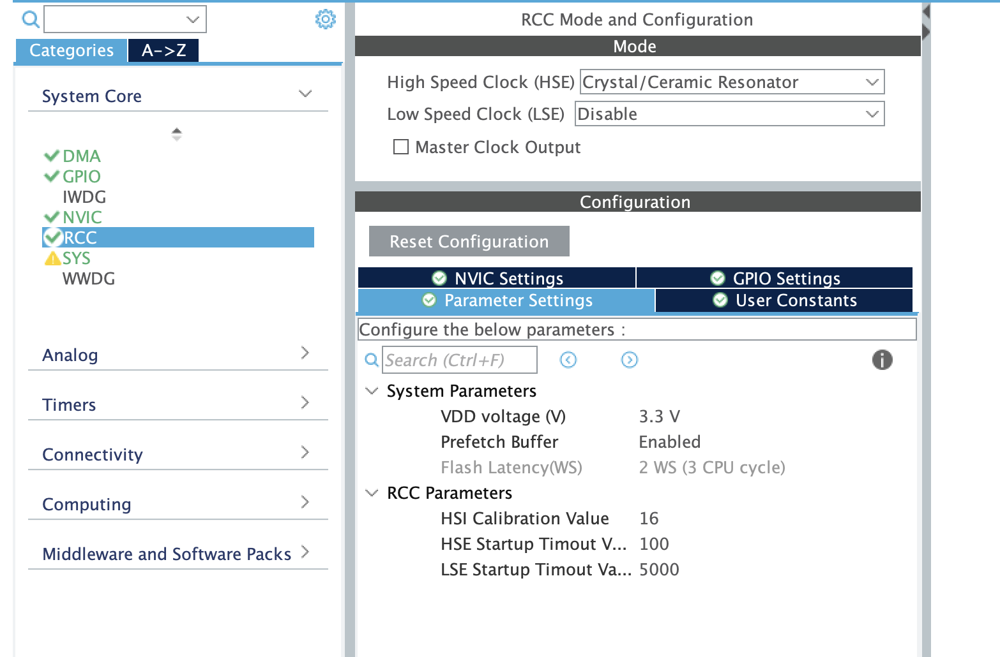 Categories
A->Z
System Core
DMA
GPIO
IWDG
NVIC
RCC
SYS
WWDG
Analog
Timers
Connectivity
Computing
Middleware and Software Packs
RCC Mode and Configuration
Mode
High Speed Clock (HSE) Crystal/Ceramic Resonator
Low Speed Clock (LSE) Disable
Master Clock Output
Configuration
Reset Configuration
NVIC Settings
GPIO Settings
Parameter Settings
User Constants
Configure the below parameters :
Search (Ctrl+F)
System Parameters
VDD voltage (V) 3.3 V
Prefetch Buffer Enabled
Flash Latency(WS) 2 WS (3 CPU cycle)
RCC Parameters
HSI Calibration Value 16
HSE Startup Timout V... 100
LSE Startup Timout Va... 5000